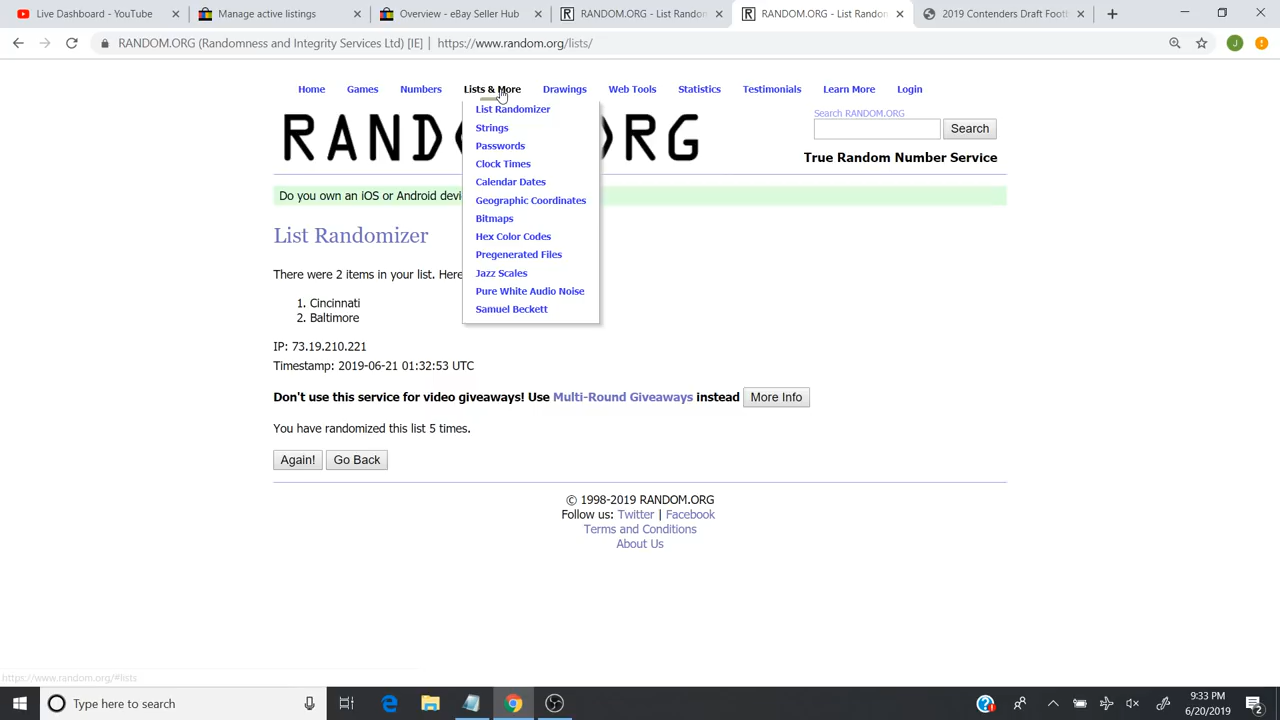 Live Dashboard - YouTube
Manage active listings
Overview - eBay Seller Hub
RANDOM.ORG - List Random
RANDOM.ORG - List Random
2019 Contenders Draft Footb
RANDOM.ORG (Randomness and Integrity Services Ltd) [IE] | https://www.random.org/lists/
J
Home Games Numbers Lists & More Drawings Web Tools Statistics Testimonials Learn More Login
List Randomizer
Strings
Passwords
Clock Times
Calendar Dates
Geographic Coordinates
Bitmaps
Hex Color Codes
Pregenerated Files
Jazz Scales
Pure White Audio Noise
Samuel Beckett
Search RANDOM.ORG
Search
True Random Number Service
Do you own an iOS or Android devi
List Randomizer
There were 2 items in your list. Here
1. Cincinnati
2. Baltimore
IP: 73.19.210.221
Timestamp: 2019-06-21 01:32:53 UTC
Don't use this service for video giveaways! Use Multi-Round Giveaways instead More Info
You have randomized this list 5 times.
Again! Go Back
© 1998-2019 RANDOM.ORG
Follow us: Twitter | Facebook
Terms and Conditions
About Us
https://www.random.org/#lists
Type here to search
9:33 PM
6/20/2019
2